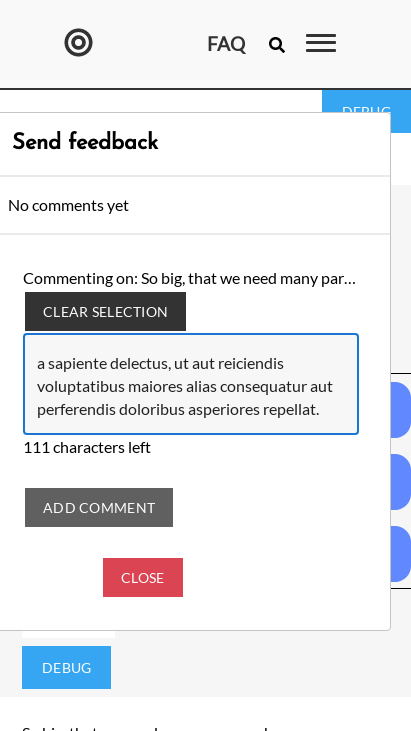 FAQ
DEBUG
Send feedback
No comments yet
Commenting on: So big, that we need many par…
CLEAR SELECTION
a sapiente delectus, ut aut reiciendis
voluptatibus maiores alias consequatur aut
perferendis doloribus asperiores repellat.
111 characters left
ADD COMMENT
CLOSE
DEBUG